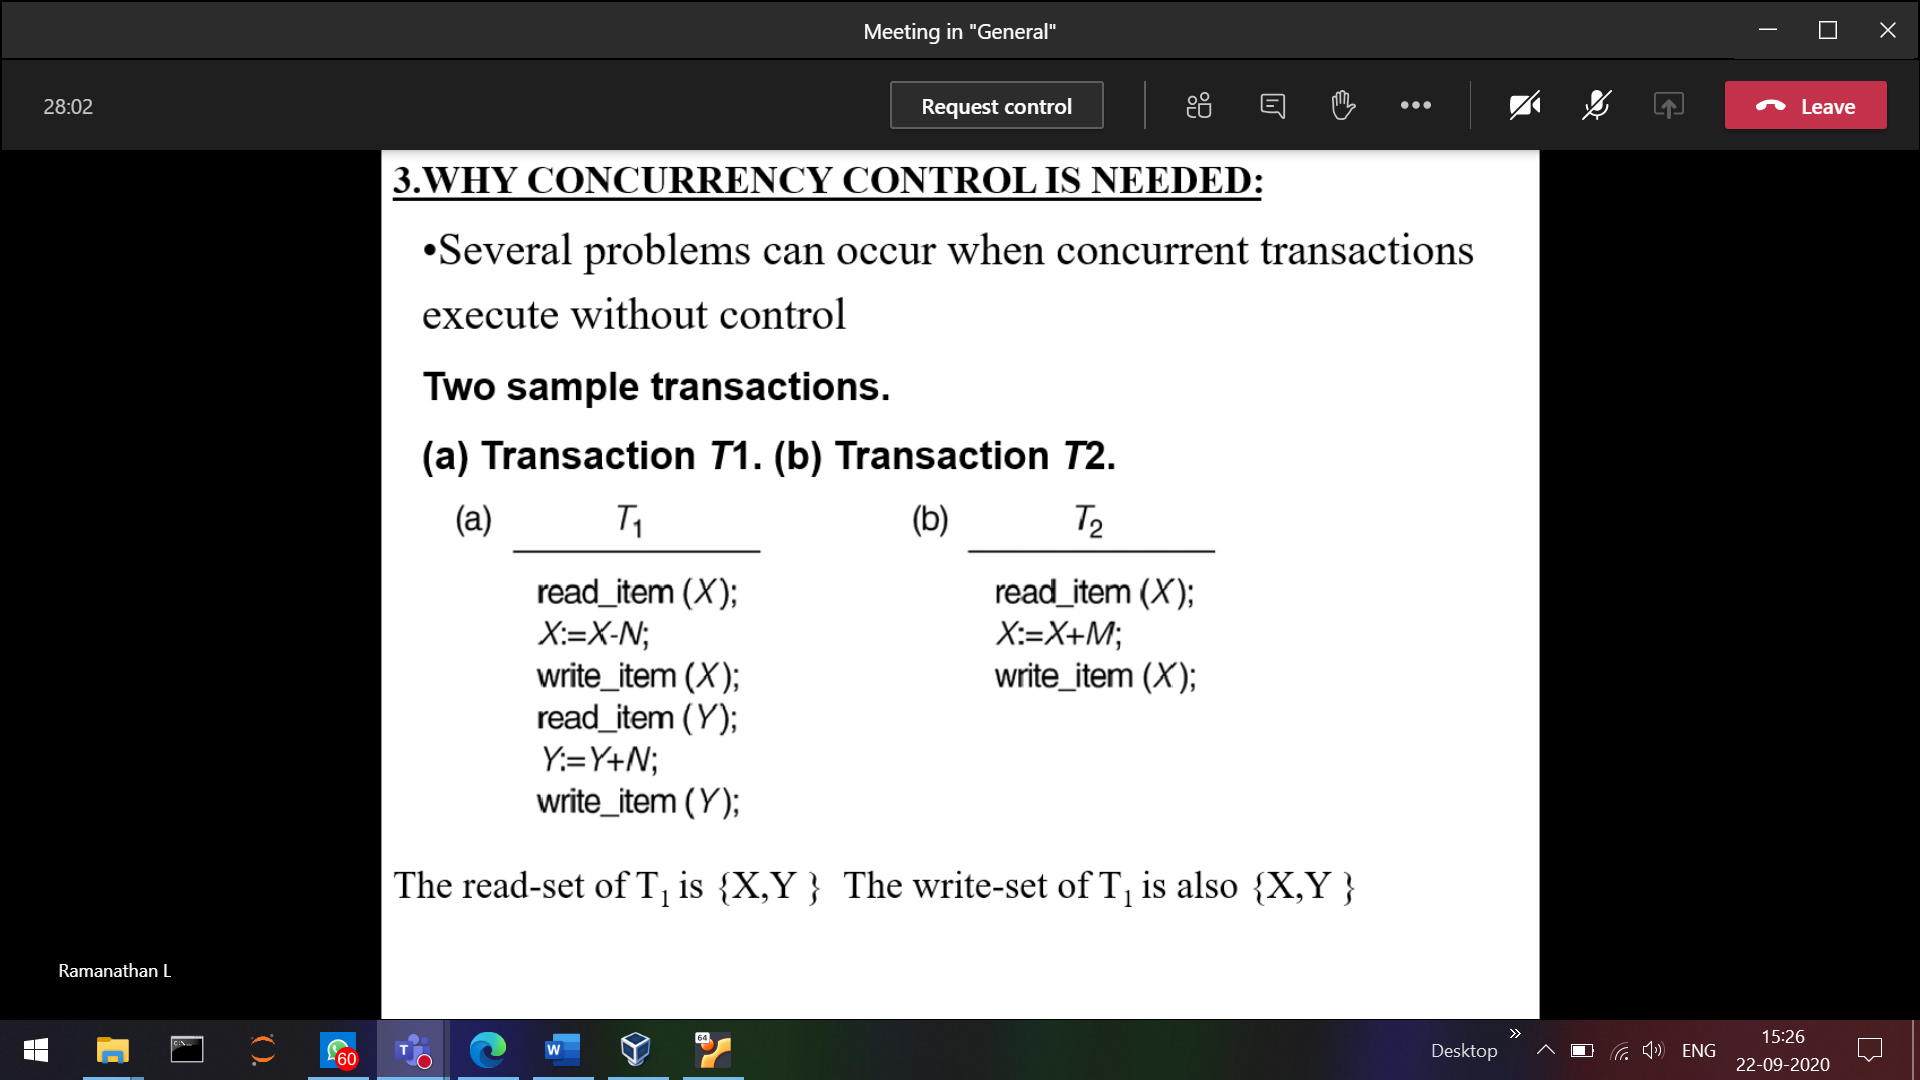 Meeting in "General"
28:02
Request control
Leave
3.WHY CONCURRENCY CONTROL IS NEEDED:
•Several problems can occur when concurrent transactions
execute without control
Two sample transactions.
(a) Transaction T1. (b) Transaction T2.
(a) T1 (b) T2
read_item (X); read_item (X);
X:=X-N; X:=X+M;
write_item (X); write_item (X);
read_item (Y);
Y:=Y+N;
write_item (Y);
The read-set of T1 is {X,Y } The write-set of T1 is also {X,Y }
Ramanathan L
60
T
W
64
Desktop
ENG
15:26
22-09-2020